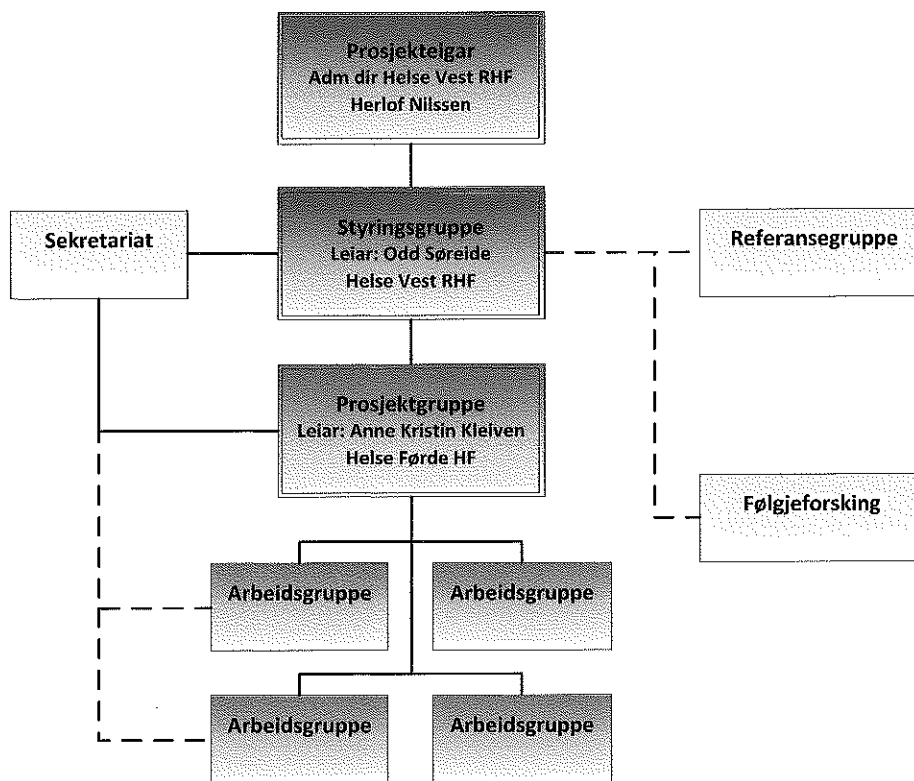 Prosjekteigar
Adm dir Helse Vest RHF
Herlof Nilssen
Sekretariat
Styringsgruppe
Leiar: Odd Søreide
Helse Vest RHF
Referansegruppe
Prosjektgruppe
Leiar: Anne Kristin Kleiven
Helse Førde HF
Følgjeforsking
Arbeidsgruppe
Arbeidsgruppe
Arbeidsgruppe
Arbeidsgruppe